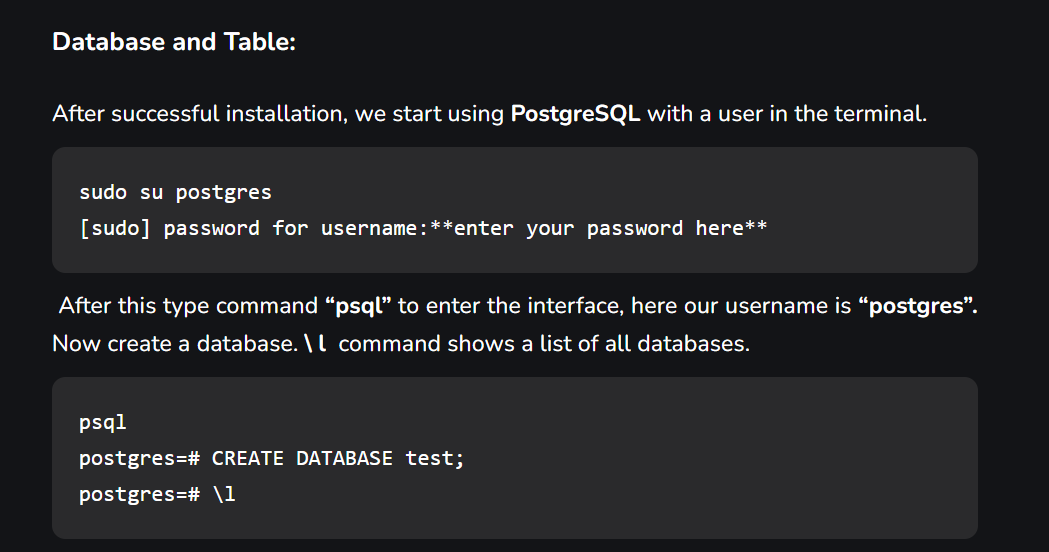 Database and Table:
After successful installation, we start using PostgreSQL with a user in the terminal.
sudo su postgres
[sudo] password for username:**enter your password here**
After this type command “psql” to enter the interface, here our username is “postgres”.
Now create a database. \ l  command shows a list of all databases.
psql
postgres=# CREATE DATABASE test;
postgres=# \l